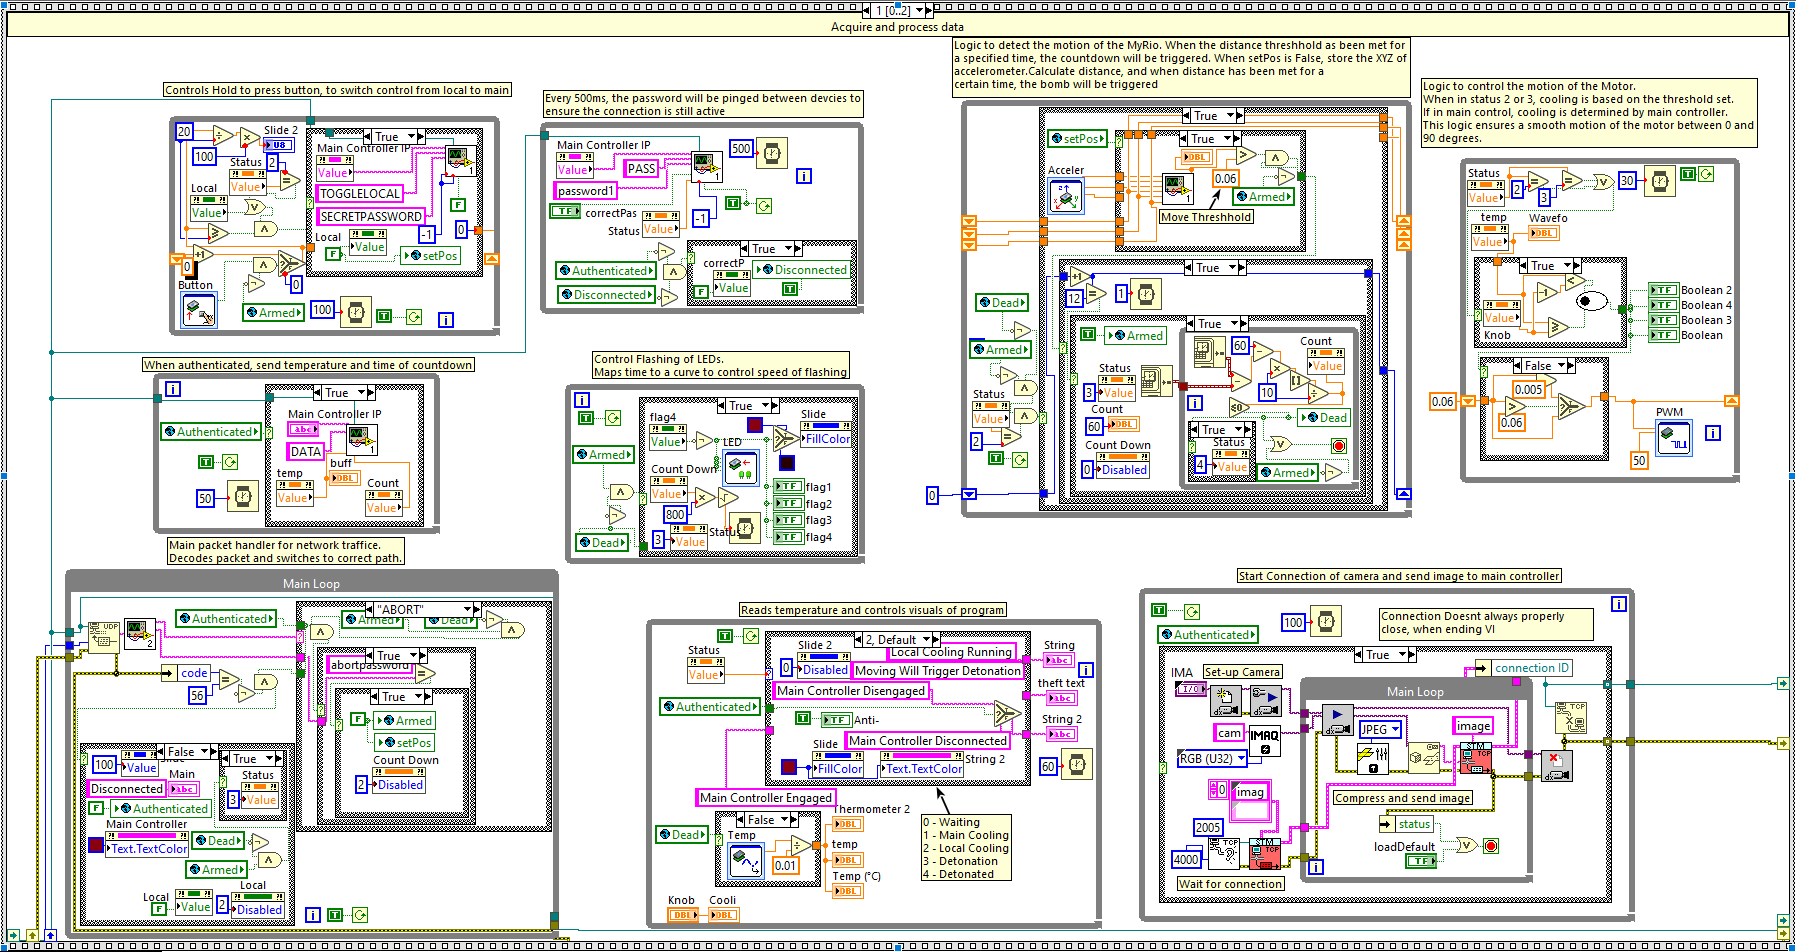 1 [0..2]
Acquire and process data
Logic to detect the motion of the MyRio. When the distance threshhold as been met for
a specified time, the countdown will be triggered. When setPos is False, store the XYZ of
accelerometer.Calculate distance, and when distance has been met for a
certain time, the bomb will be triggered
Controls Hold to press button, to switch control from local to main
20
100
Slide 2
U8
Status
Value
2
Local
Value
+1
0
Button
0
Armed
100
i
True
Main Controller IP
Value
TOGGLELOCAL
SECRETPASSWORD
-1
F
0
Local
F
Value
setPos
Every 500ms, the password will be pinged between devcies to
ensure the connection is still active
Main Controller IP
Value
PASS
password1
TF
correctPas
Status
Value
-1
500
i
T
Authenticated
Disconnected
True
correctP
F
Value
Disconnected
T
True
setPos
Acceler
True
DBL
0.06
Armed
Move Threshhold
Logic to control the motion of the Motor.
When in status 2 or 3, cooling is based on the threshold set.
If in main control, cooling is determined by main controller.
This logic ensures a smooth motion of the motor between 0 and
90 degrees.
Status
Value
2
3
30
T
temp
Value
Wavefo
DBL
True
Value
Knob
-1
TF
Boolean 2
TF
Boolean 4
TF
Boolean 3
TF
Boolean
False
0.06
0.005
0.06
PWM
50
i
Dead
Armed
Status
Value
2
T
0
True
+1
12
1
T
Armed
Status
3
Value
Count
60
DBL
Count Down
0
Disabled
True
60
Count
Value
10
i
≤0
Dead
True
Status
4
Value
Armed
When authenticated, send temperature and time of countdown
i
Authenticated
T
50
True
Main Controller IP
abc
DATA
buff
DBL
temp
Value
Count
Value
Control Flashing of LEDs.
Maps time to a curve to control speed of flashing
i
T
Armed
Dead
True
flag4
Value
LED
Slide
FillColor
Count Down
Value
800
3
Value
Status
TF
flag1
TF
flag2
TF
flag3
TF
flag4
Main packet handler for network traffice.
Decodes packet and switches to correct path.
Main Loop
UDP
2
Authenticated
code
56
"ABORT"
Armed
Dead
True
abortpassword
True
F
Armed
setPos
Count Down
2
Disabled
False
100
Value
Main
Disconnected
abc
F
Authenticated
Main Controller
Text.TextColor
Dead
Armed
Local
F
Value
Local
2
Disabled
True
Status
3
Value
i
T
Reads temperature and controls visuals of program
T
Status
Value
Authenticated
2, Default
Slide 2
0
Disabled
Local Cooling Running
Moving Will Trigger Detonation
Main Controller Disengaged
T
TF
Anti-
Main Controller Disconnected
Slide
FillColor
Text.TextColor
String 2
String
abc
i
theft text
abc
String 2
abc
60
Main Controller Engaged
Dead
False
Temp
0.01
Thermometer 2
DBL
temp
DBL
Temp (°C)
DBL
0 - Waiting
1 - Main Cooling
2 - Local Cooling
3 - Detonation
4 - Detonated
Knob
DBL
Cooli
DBL
Start Connection of camera and send image to main controller
T
Authenticated
100
Connection Doesnt always properly
close, when ending VI
i
True
connection ID
IMA
I/O
Set-up Camera
cam
IMAQ
RGB (U32)
0
imag
2005
4000
TCP
STM
TCP
Wait for connection
Main Loop
JPEG
image
STM
TCP
Compress and send image
status
loadDefault
TF
i
TCP